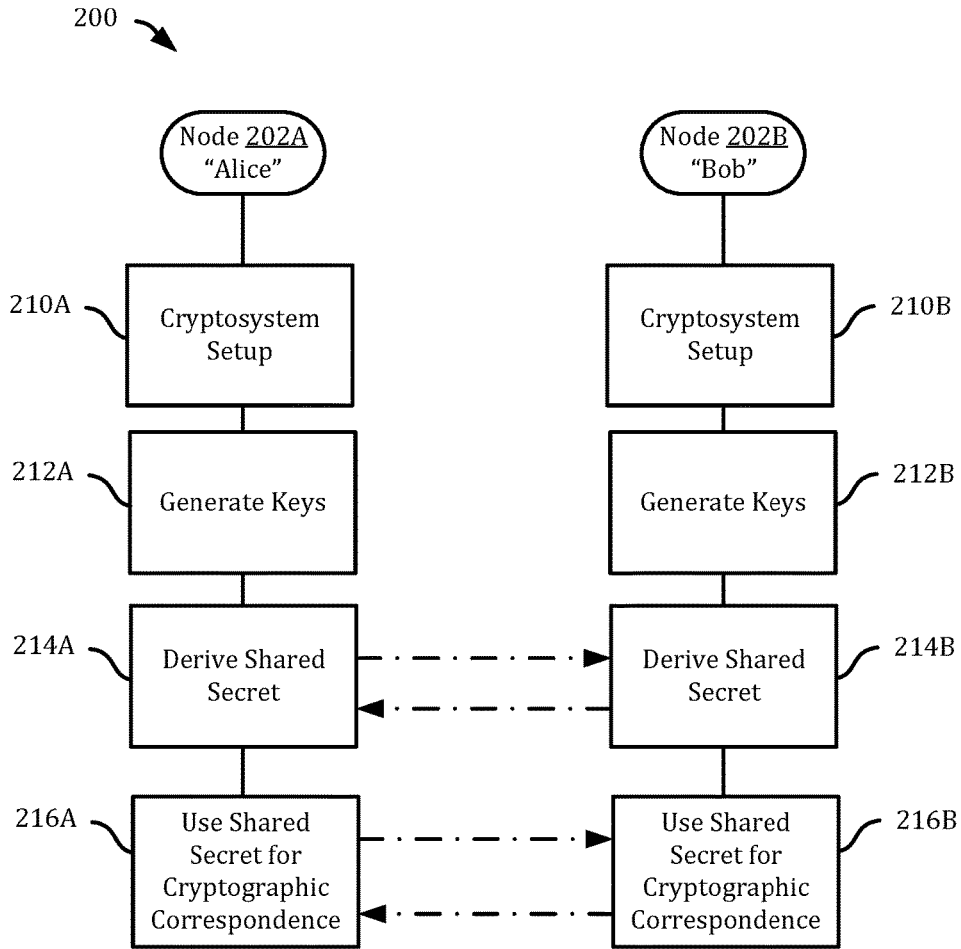 200
Node 202A
“Alice”
Node 202B
“Bob”
210A
Cryptosystem
Setup
Cryptosystem
Setup
210B
212A
Generate Keys
Generate Keys
212B
214A
Derive Shared
Secret
Derive Shared
Secret
214B
216A
Use Shared
Secret for
Cryptographic
Correspondence
Use Shared
Secret for
Cryptographic
Correspondence
216B